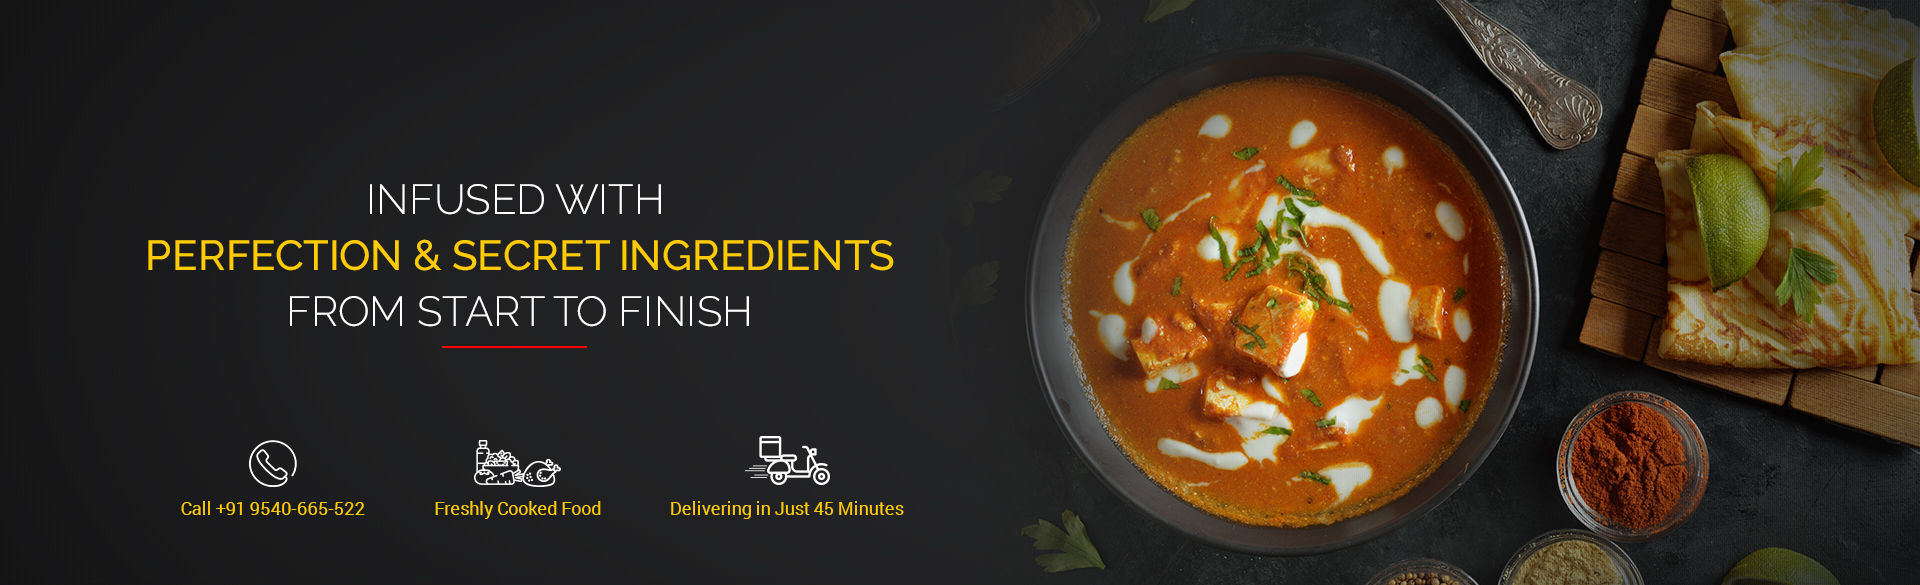 INFUSED WITH
PERFECTION & SECRET INGREDIENTS
FROM START TO FINISH
Call +91 9540-665-522
Freshly Cooked Food
Delivering in Just 45 Minutes